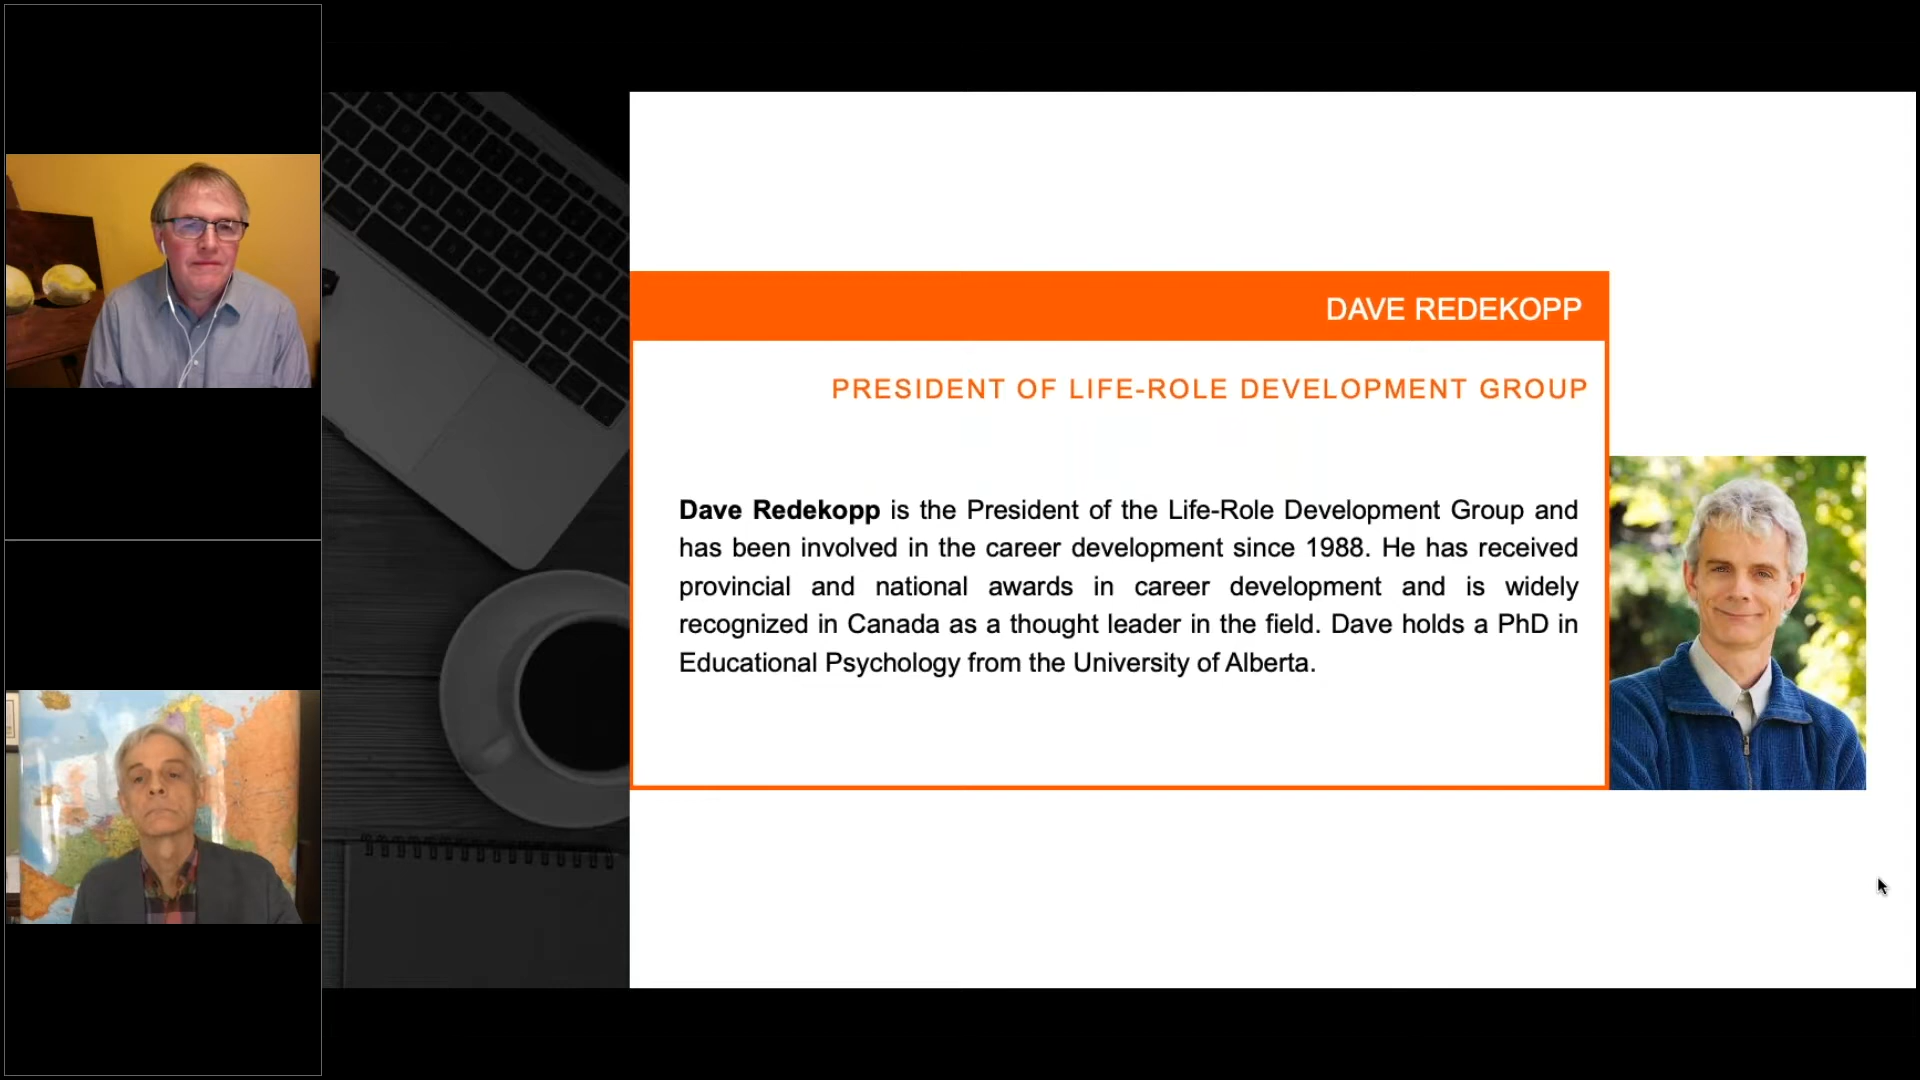 DAVE REDEKOPP
PRESIDENT OF LIFE-ROLE DEVELOPMENT GROUP
Dave Redekopp is the President of the Life-Role Development Group and
has been involved in the career development since 1988. He has received
provincial and national awards in career development and is widely
recognized in Canada as a thought leader in the field. Dave holds a PhD in
Educational Psychology from the University of Alberta.